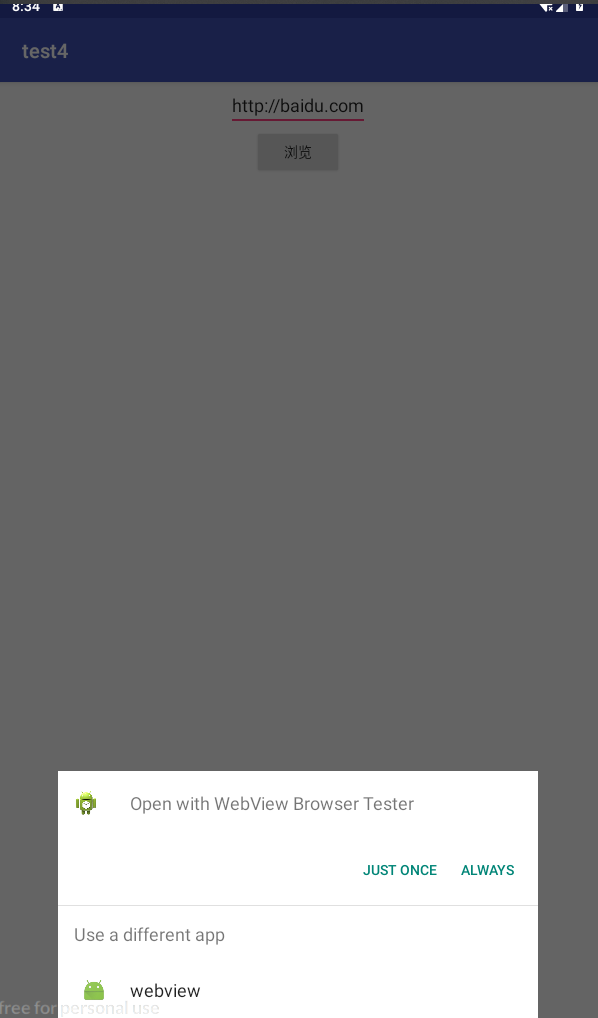 8:34
test4
http://baidu.com
浏览
Open with WebView Browser Tester
JUST ONCE ALWAYS
Use a different app
webview
free for personal use